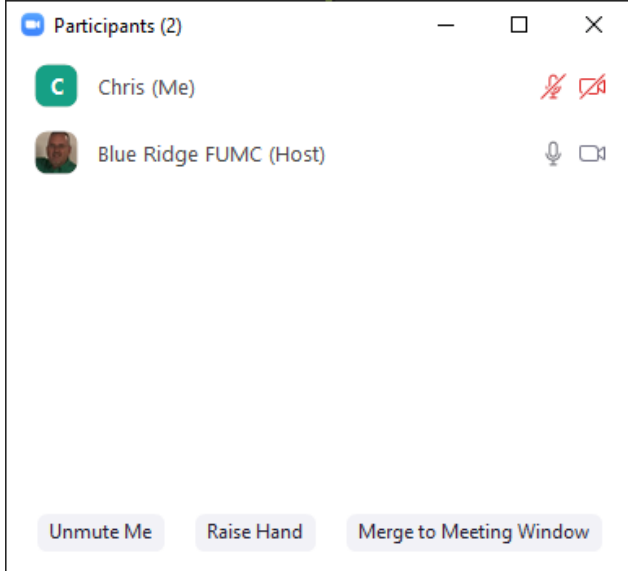 Participants (2)
C Chris (Me)
Blue Ridge FUMC (Host)
Unmute Me Raise Hand Merge to Meeting Window